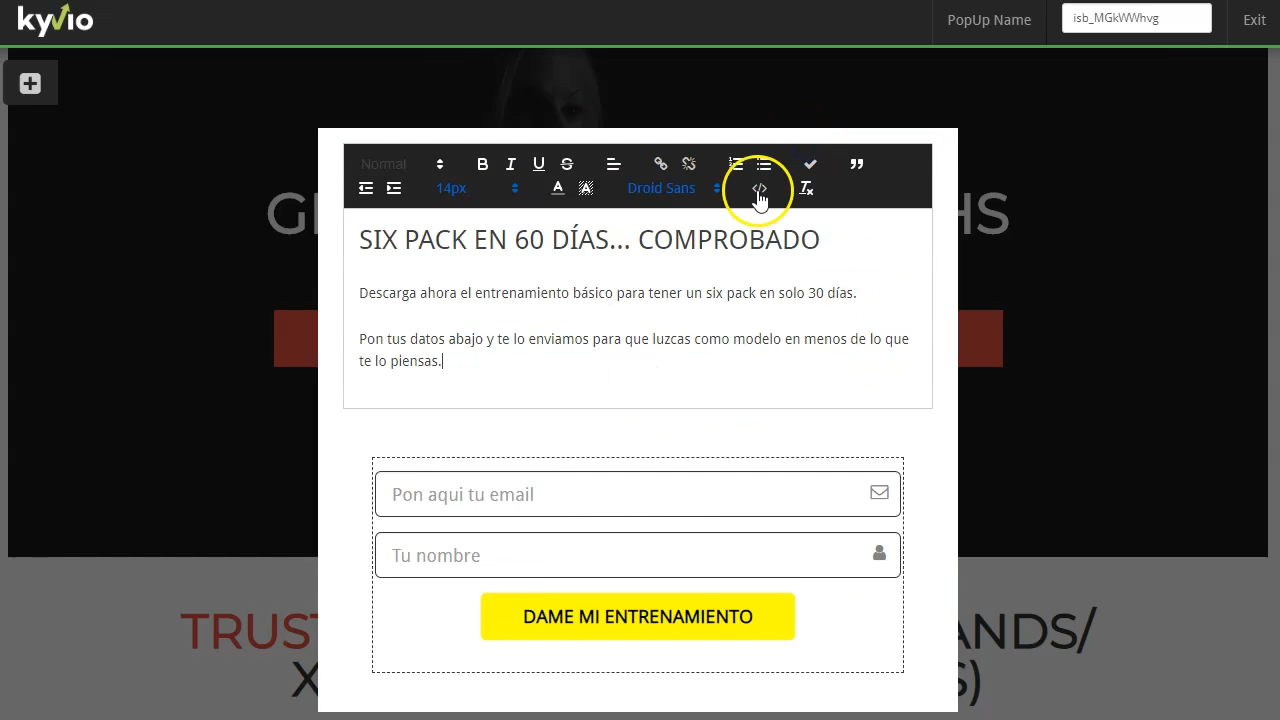 kyvio
PopUp Name
isb_MGkWWhvg
Exit
Normal
14px
Droid Sans
G
HS
SIX PACK EN 60 DÍAS... COMPROBADO
Descarga ahora el entrenamiento básico para tener un six pack en solo 30 días.
Pon tus datos abajo y te lo enviamos para que luzcas como modelo en menos de lo que
te lo piensas.
Pon aqui tu email
Tu nombre
DAME MI ENTRENAMIENTO
TRUST
ANDS/
X
S)